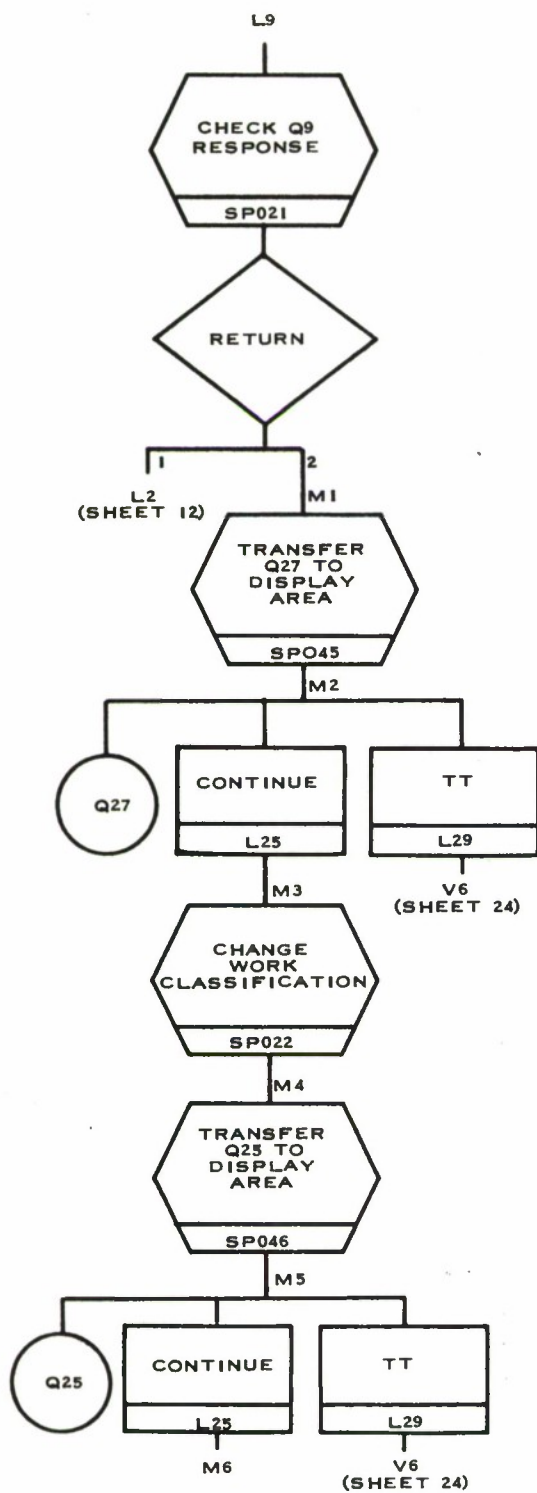 L9
CHECK Q9
RESPONSE
SP021
RETURN
1
2
L2
(SHEET 12)
M1
TRANSFER
Q27 TO
DISPLAY
AREA
SPO45
M2
Q27
CONTINUE
L25
TT
L29
V6
(SHEET 24)
M3
CHANGE
WORK
CLASSIFICATION
SP022
M4
TRANSFER
Q25 TO
DISPLAY
AREA
SP046
M5
Q25
CONTINUE
L25
TT
L29
M6
V6
(SHEET 24)